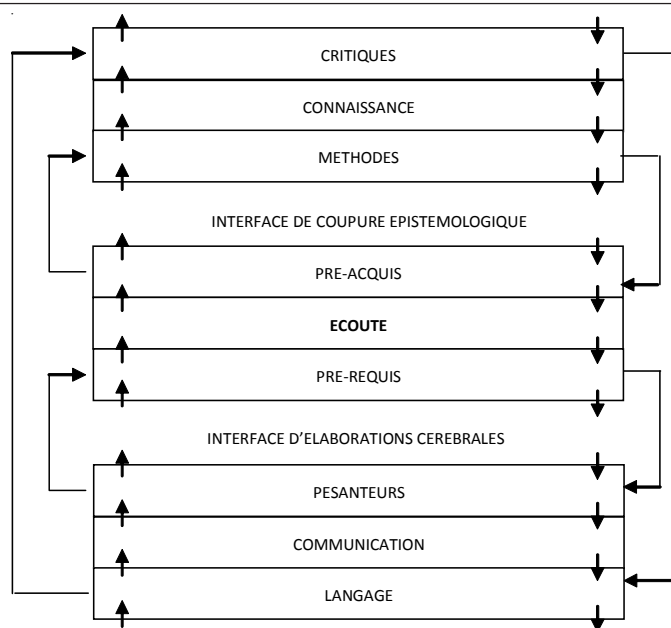 CRITIQUES
CONNAISSANCE
METHODES
INTERFACE DE COUPURE EPISTEMOLOGIQUE
PRE-ACQUIS
ECOUTE
PRE-REQUIS
INTERFACE D'ELABORATIONS CEREBRALES
PESANTEURS
COMMUNICATION
LANGAGE